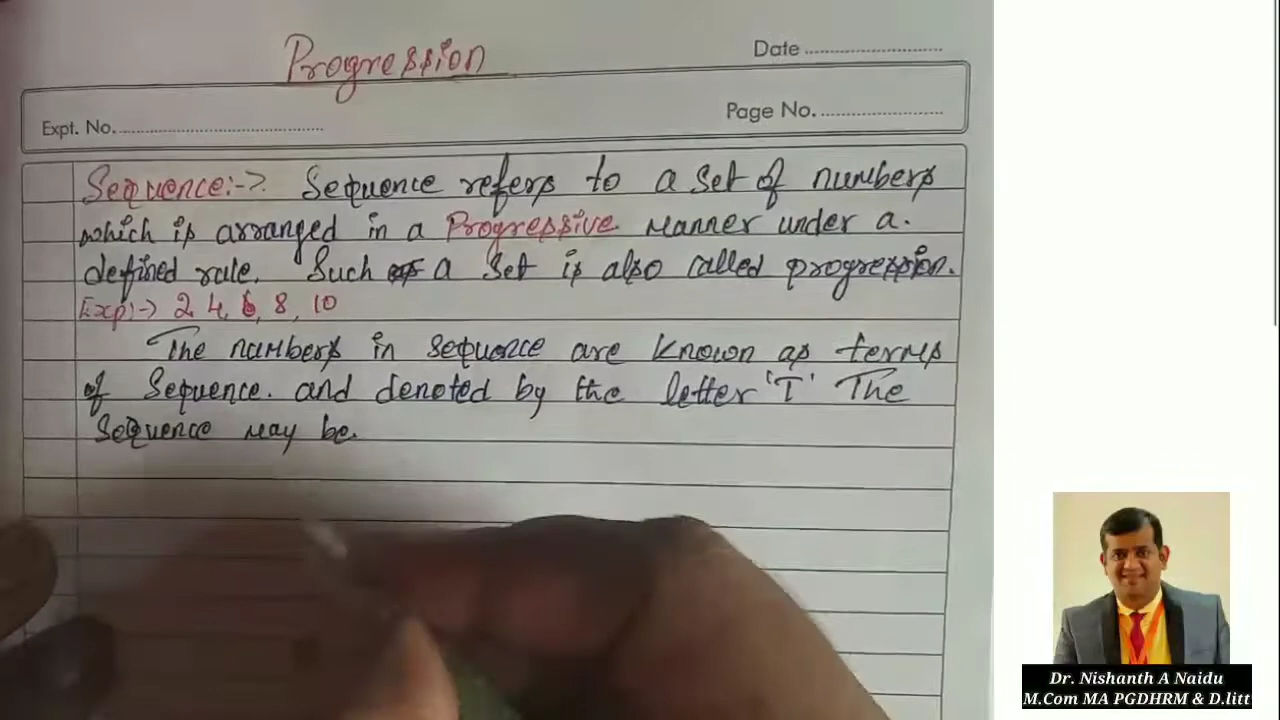 Progression
Date
Page No.
Expt. No.
Sequence:-> Sequence refers to a set of numbers
which is arranged in a Progressive manner under a.
defined rule. Such a set is also called progression.
Exp:-> 2, 4, 6, 8, 10
The numbers in sequence are known as terms
of Sequence. and denoted by the letter 'T' The
Sequence may be.
Dr. Nishanth A Naidu
M.Com MA PGDHRM & D.litt